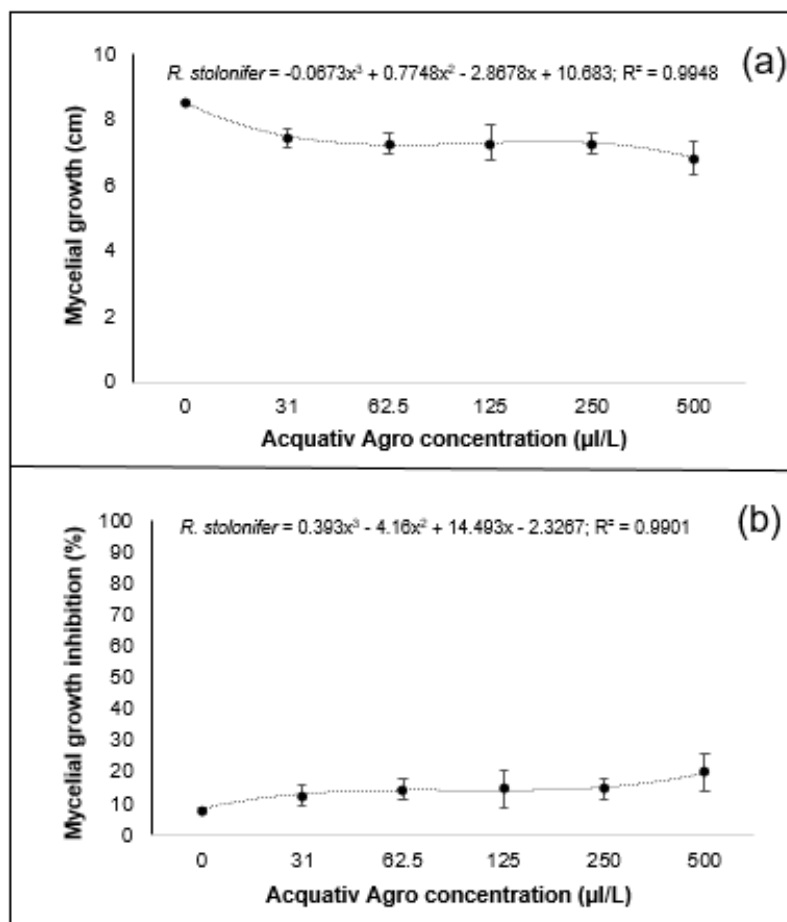 (a)
R. stolonifer = -0.0673x³ + 0.7748x² - 2.8678x + 10.683; R² = 0.9948
Mycelial growth (cm)
10
8
6
4
2
0
0 31 62.5 125 250 500
Acquativ Agro concentration (µl/L)
(b)
R. stolonifer = 0.393x³ - 4.16x² + 14.493x - 2.3267; R² = 0.9901
Mycelial growth inhibition (%)
100
90
80
70
60
50
40
30
20
10
0
0 31 62.5 125 250 500
Acquativ Agro concentration (µl/L)